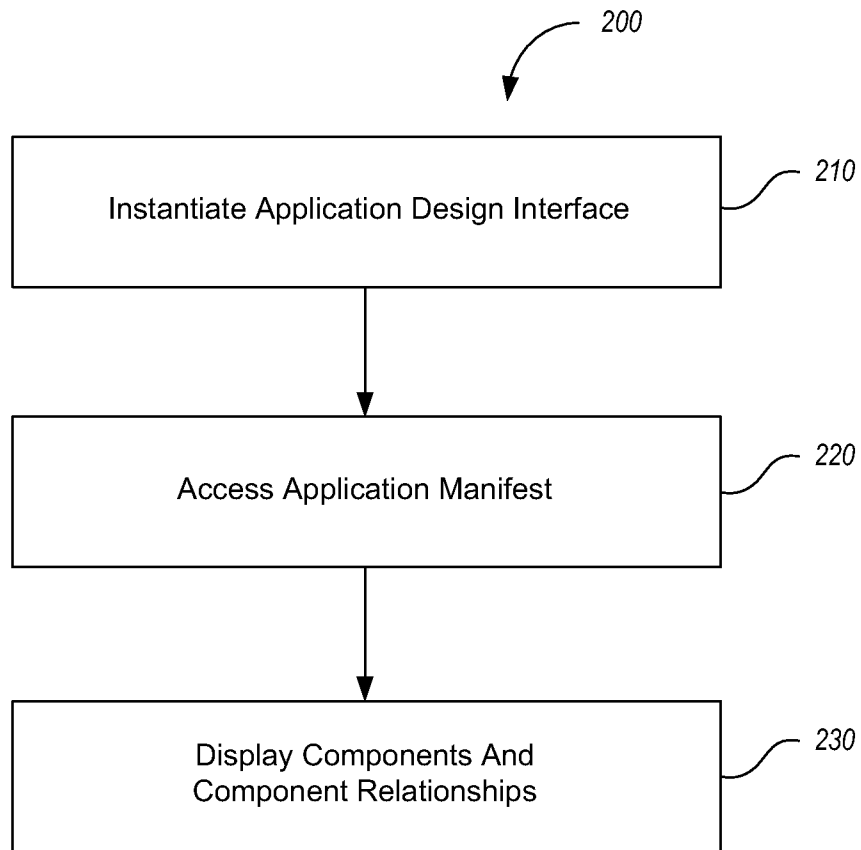 200
Instantiate Application Design Interface
210
Access Application Manifest
220
Display Components And
Component Relationships
230